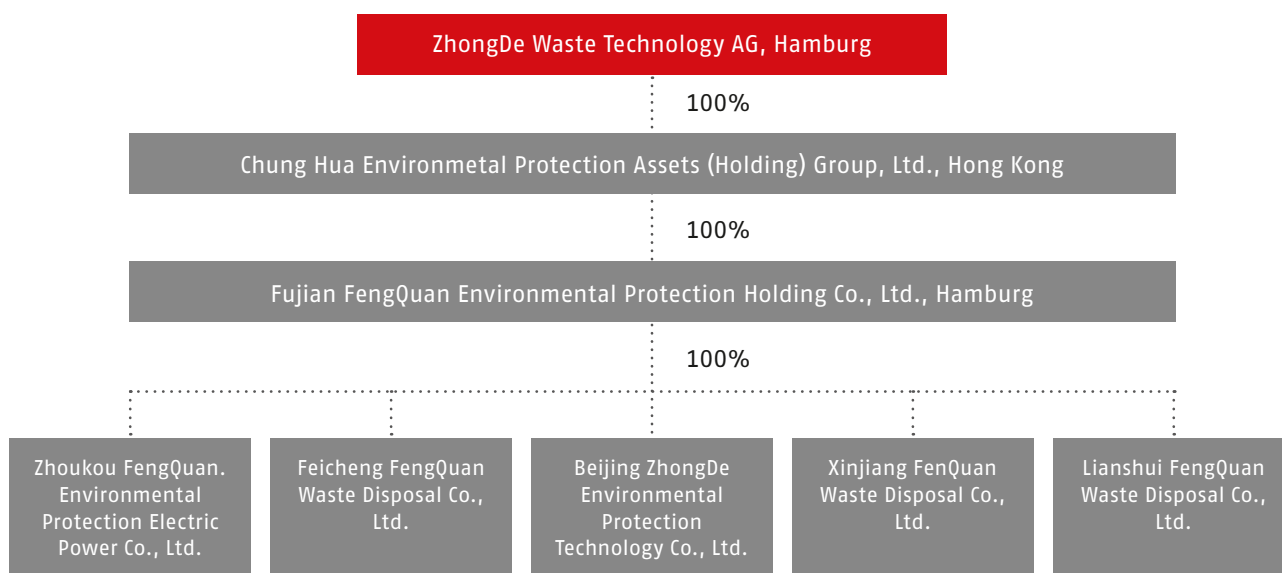 ZhongDe Waste Technology AG, Hamburg
100%
Chung Hua Environmetal Protection Assets (Holding) Group, Ltd., Hong Kong
100%
Fujian FengQuan Environmental Protection Holding Co., Ltd., Hamburg
100%
Zhoukou FengQuan.
Environmental
Protection Electric
Power Co., Ltd.
Feicheng FengQuan
Waste Disposal Co.,
Ltd.
Beijing ZhongDe
Environmental
Protection
Technology Co., Ltd.
Xinjiang FenQuan
Waste Disposal Co.,
Ltd.
Lianshui FengQuan
Waste Disposal Co.,
Ltd.